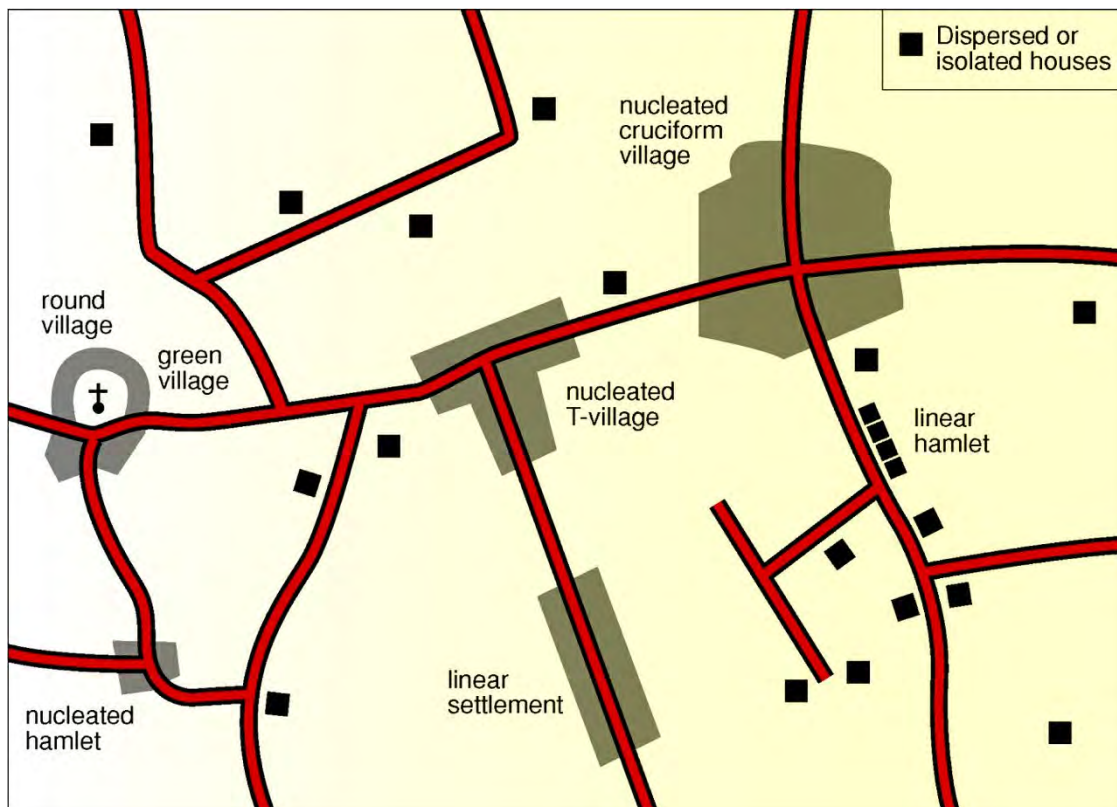 Dispersed or
isolated houses
nucleated
cruciform
village
round
village
green
village
nucleated
T-village
linear
hamlet
linear
settlement
nucleated
hamlet